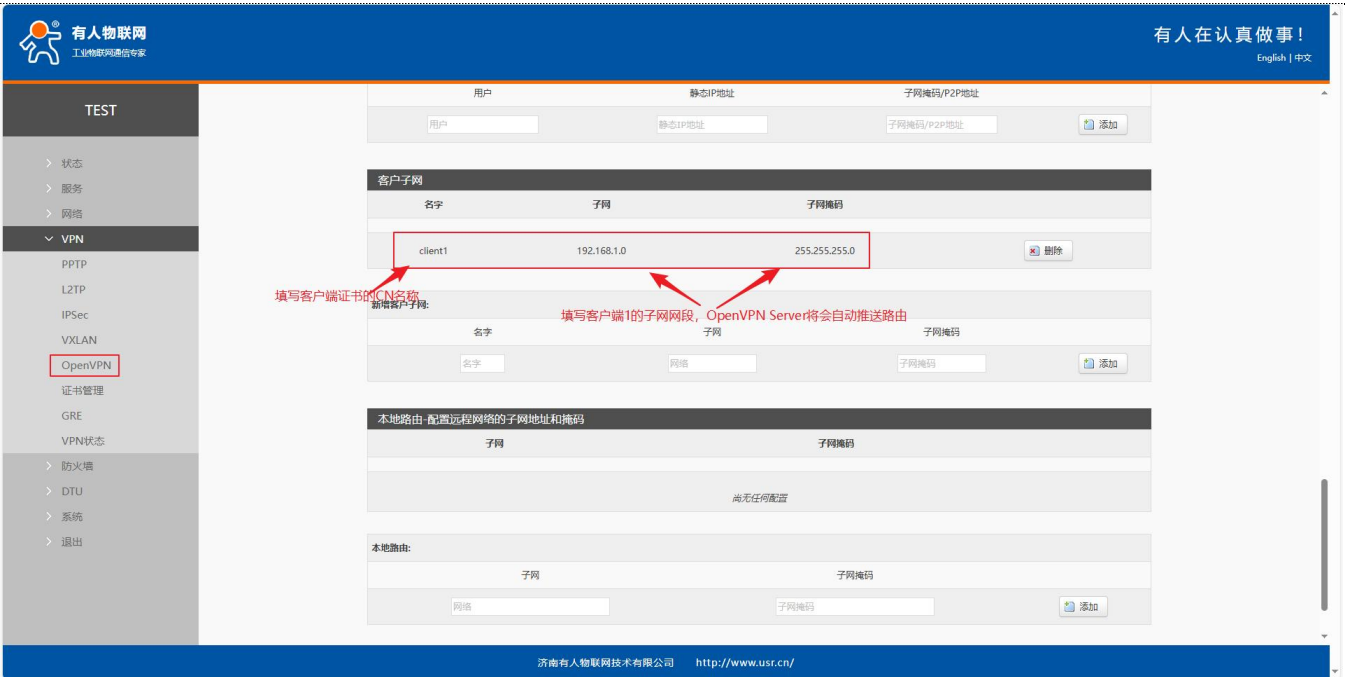 有人物联网
®
工业物联网通信专家
有人在认真做事！
English | 中文
TEST
状态
服务
网络
VPN
PPTP
L2TP
IPSec
VXLAN
OpenVPN
证书管理
GRE
VPN状态
防火墙
DTU
系统
退出
用户 静态IP地址 子网掩码/P2P地址
用户 静态IP地址 子网掩码/P2P地址 添加
客户子网
名字 子网 子网掩码
client1 192.168.1.0 255.255.255.0 删除
填写客户端证书的CN名称
新增客户子网:
填写客户端1的子网网段，OpenVPN Server将会自动推送路由
名字 子网 子网掩码
名字 网络 子网掩码 添加
本地路由-配置远程网络的子网地址和掩码
子网 子网掩码
尚无任何配置
本地路由:
子网 子网掩码
网络 子网掩码 添加
济南有人物联网技术有限公司 http://www.usr.cn/